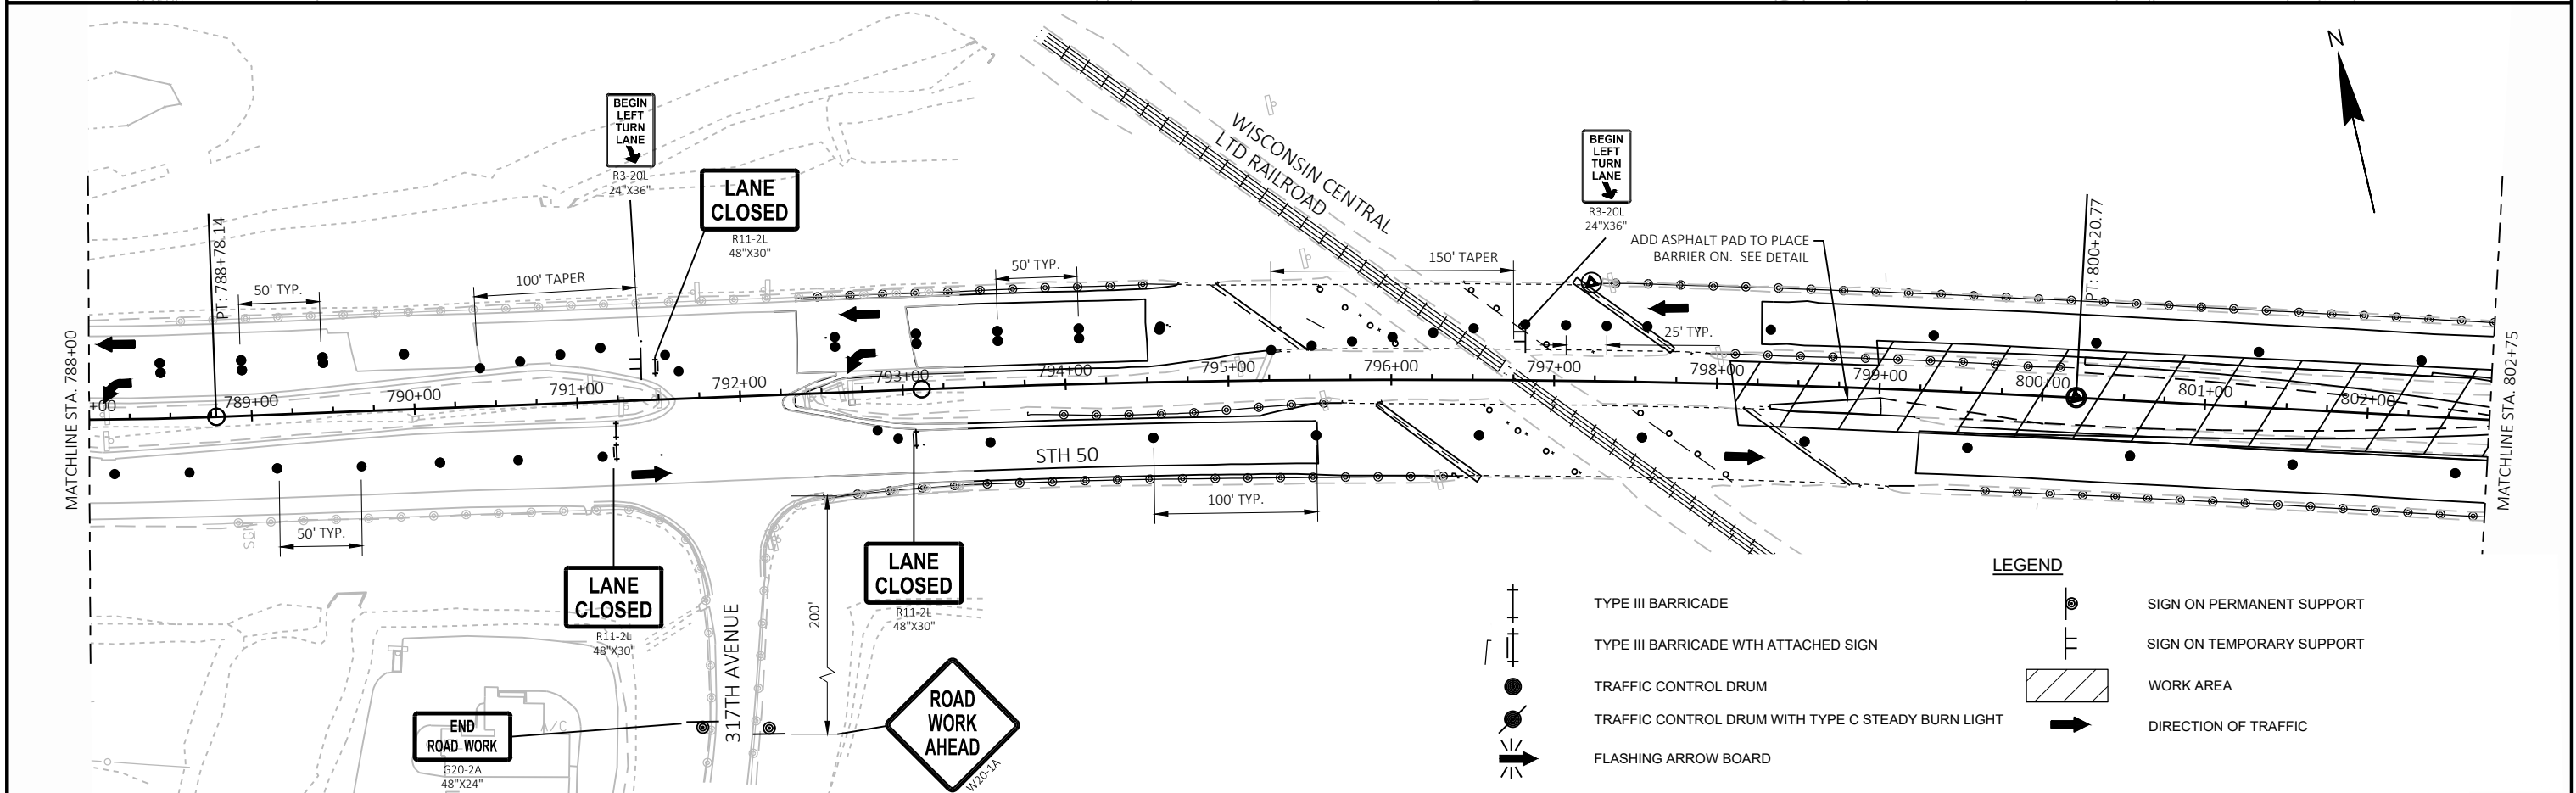 BEGIN
LEFT
TURN
LANE
R3-20L
24"X36"
LANE
CLOSED
R11-2L
48"X30"
WISCONSIN CENTRAL
LTD RAILROAD
BEGIN
LEFT
TURN
LANE
R3-20L
24"X36"
N
ADD ASPHALT PAD TO PLACE
BARRIER ON. SEE DETAIL
PT: 788+78.14
PT: 800+20.77
50' TYP.
100' TAPER
50' TYP.
150' TAPER
25' TYP.
MATCHLINE STA. 788+00
MATCHLINE STA. 802+75
+00
789+00
790+00
791+00
792+00
793+00
794+00
795+00
796+00
797+00
798+00
799+00
800+00
801+00
802+00
STH 50
50' TYP.
100' TYP.
SGN
LANE
CLOSED
R11-2L
48"X30"
LANE
CLOSED
R11-2L
48"X30"
200'
317TH AVENUE
END
ROAD WORK
G20-2A
48"X24"
A/C
ROAD
WORK
AHEAD
W20-1A
LEGEND
TYPE III BARRICADE
TYPE III BARRICADE WTH ATTACHED SIGN
TRAFFIC CONTROL DRUM
TRAFFIC CONTROL DRUM WITH TYPE C STEADY BURN LIGHT
FLASHING ARROW BOARD
SIGN ON PERMANENT SUPPORT
SIGN ON TEMPORARY SUPPORT
WORK AREA
DIRECTION OF TRAFFIC